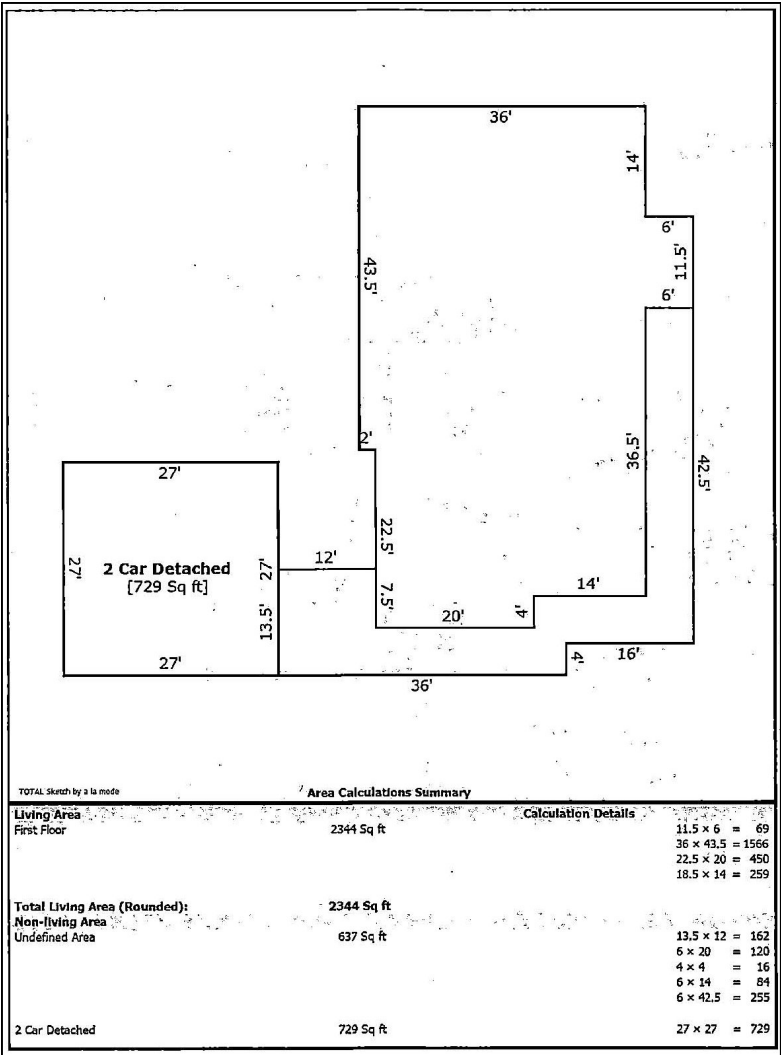 36'
14'
6'
11.5'
6'
43.5'
2'
36.5'
42.5'
27'
27'
2 Car Detached
[729 Sq ft]
27'
12'
22.5'
7.5'
14'
13.5'
20'
4'
27'
4'
16'
36'
TOTAL Sketch by a la mode
Area Calculations Summary
Living Area Calculation Details
First Floor 2344 Sq ft 11.5 × 6 = 69
36 × 43.5 = 1566
22.5 × 20 = 450
18.5 × 14 = 259
Total Living Area (Rounded): 2344 Sq ft
Non-living Area
Undefined Area 637 Sq ft 13.5 × 12 = 162
6 × 20 = 120
4 × 4 = 16
6 × 14 = 84
6 × 42.5 = 255
2 Car Detached 729 Sq ft 27 × 27 = 729